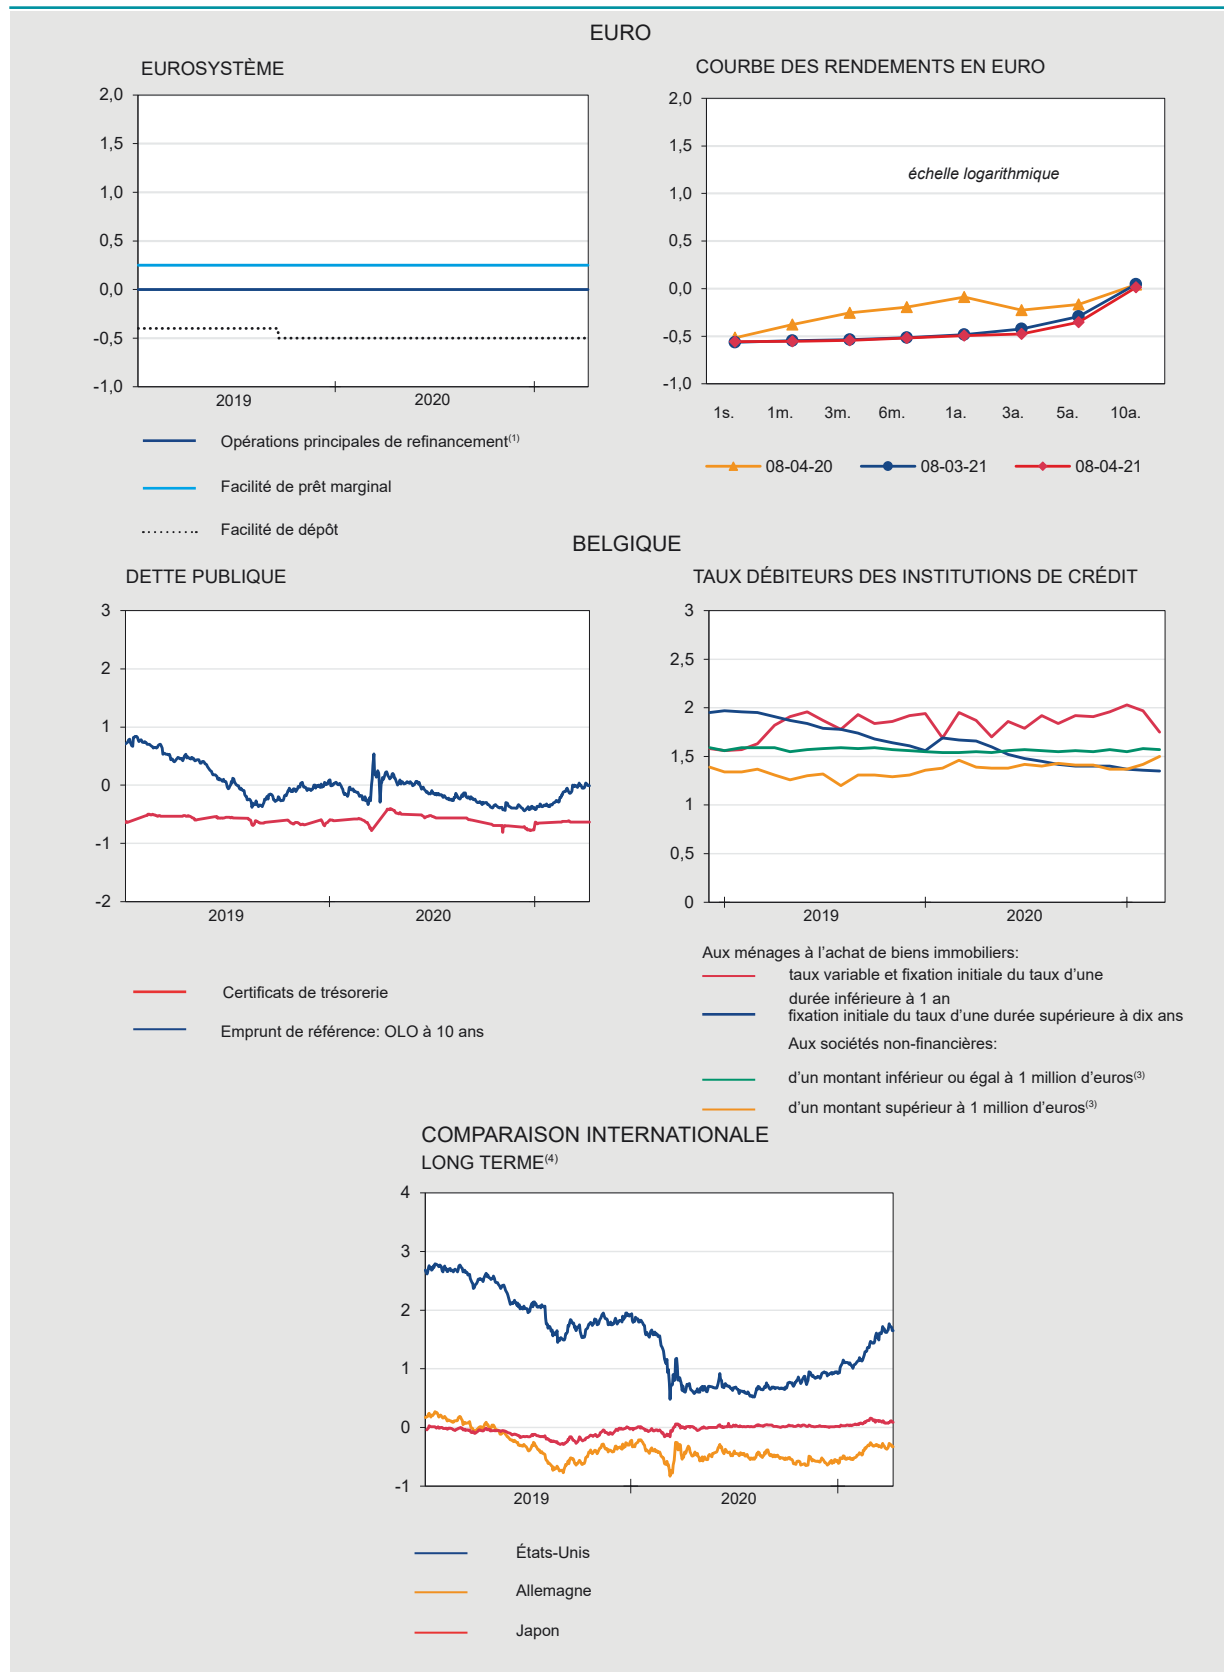 EURO
EUROSYSTÈME
2,0
1,5
1,0
0,5
0,0
-0,5
-1,0
2019 2020
Opérations principales de refinancement(1)
Facilité de prêt marginal
Facilité de dépôt
COURBE DES RENDEMENTS EN EURO
2,0
1,5
1,0
0,5
0,0
-0,5
-1,0
échelle logarithmique
1s. 1m. 3m. 6m. 1a. 3a. 5a. 10a.
08-04-20 08-03-21 08-04-21
BELGIQUE
DETTE PUBLIQUE
3
2
1
0
-1
-2
2019 2020
Certificats de trésorerie
Emprunt de référence: OLO à 10 ans
TAUX DÉBITEURS DES INSTITUTIONS DE CRÉDIT
3
2,5
2
1,5
1
0,5
0
2019 2020
Aux ménages à l’achat de biens immobiliers:
taux variable et fixation initiale du taux d’une
durée inférieure à 1 an
fixation initiale du taux d’une durée supérieure à dix ans
Aux sociétés non-financières:
d’un montant inférieur ou égal à 1 million d’euros(3)
d’un montant supérieur à 1 million d’euros(3)
COMPARAISON INTERNATIONALE
LONG TERME(4)
4
3
2
1
0
-1
2019 2020
États-Unis
Allemagne
Japon